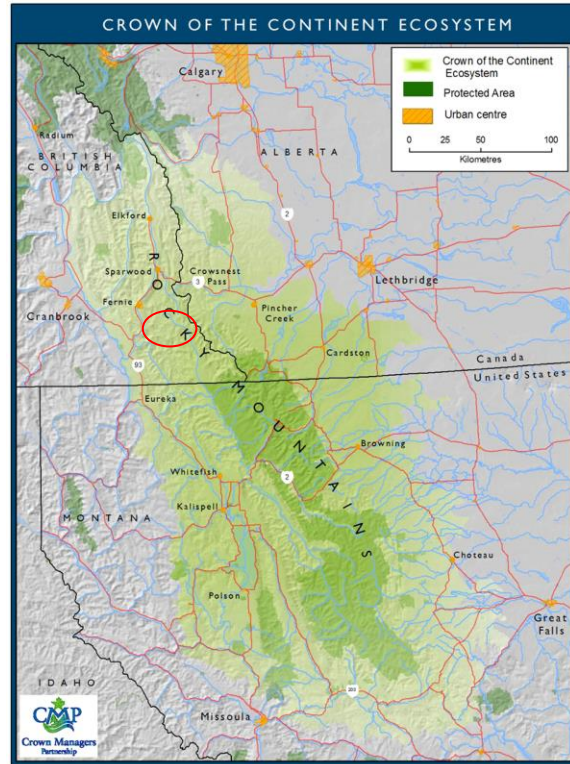 CROWN OF THE CONTINENT ECOSYSTEM
Crown of the Continent
Ecosystem
Protected Area
Urban centre
0 25 50 100
Kilometres
Calgary
Radium
BRITISH
COLUMBIA
ALBERTA
Elkford
2
Sparwood
Crowsnest
Pass
3
Lethbridge
Fernie
Pincher
Creek
Cranbrook
ROCKY MOUNTAINS
Cardston
93
Canada
United States
Eureka
Browning
Whitefish
2
Kalispell
MONTANA
Choteau
Polson
Great
Falls
IDAHO
Missoula
CMP
Crown Managers
Partnership